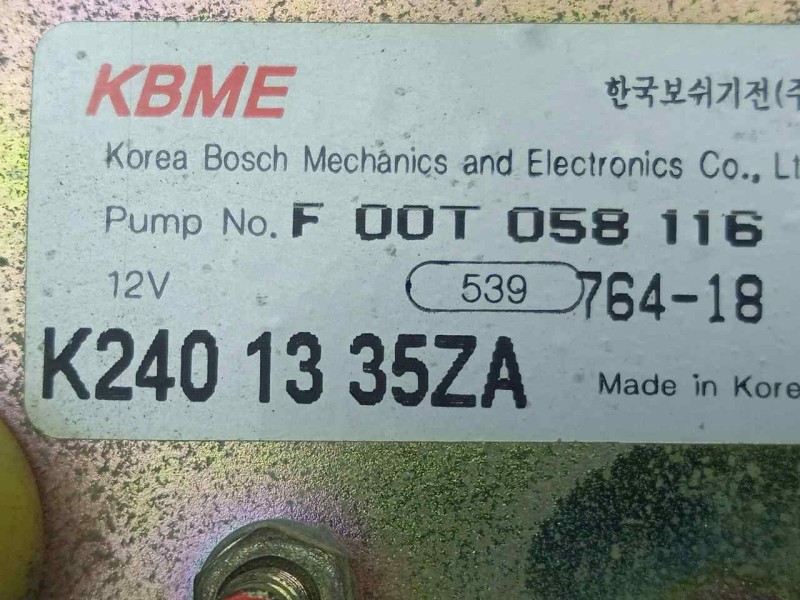 KBME 한국보쉬기전(주
Korea Bosch Mechanics and Electronics Co., Lt
Pump No. F 00T 058 116
12V 539 764-18
K240 13 35ZA Made in Kore